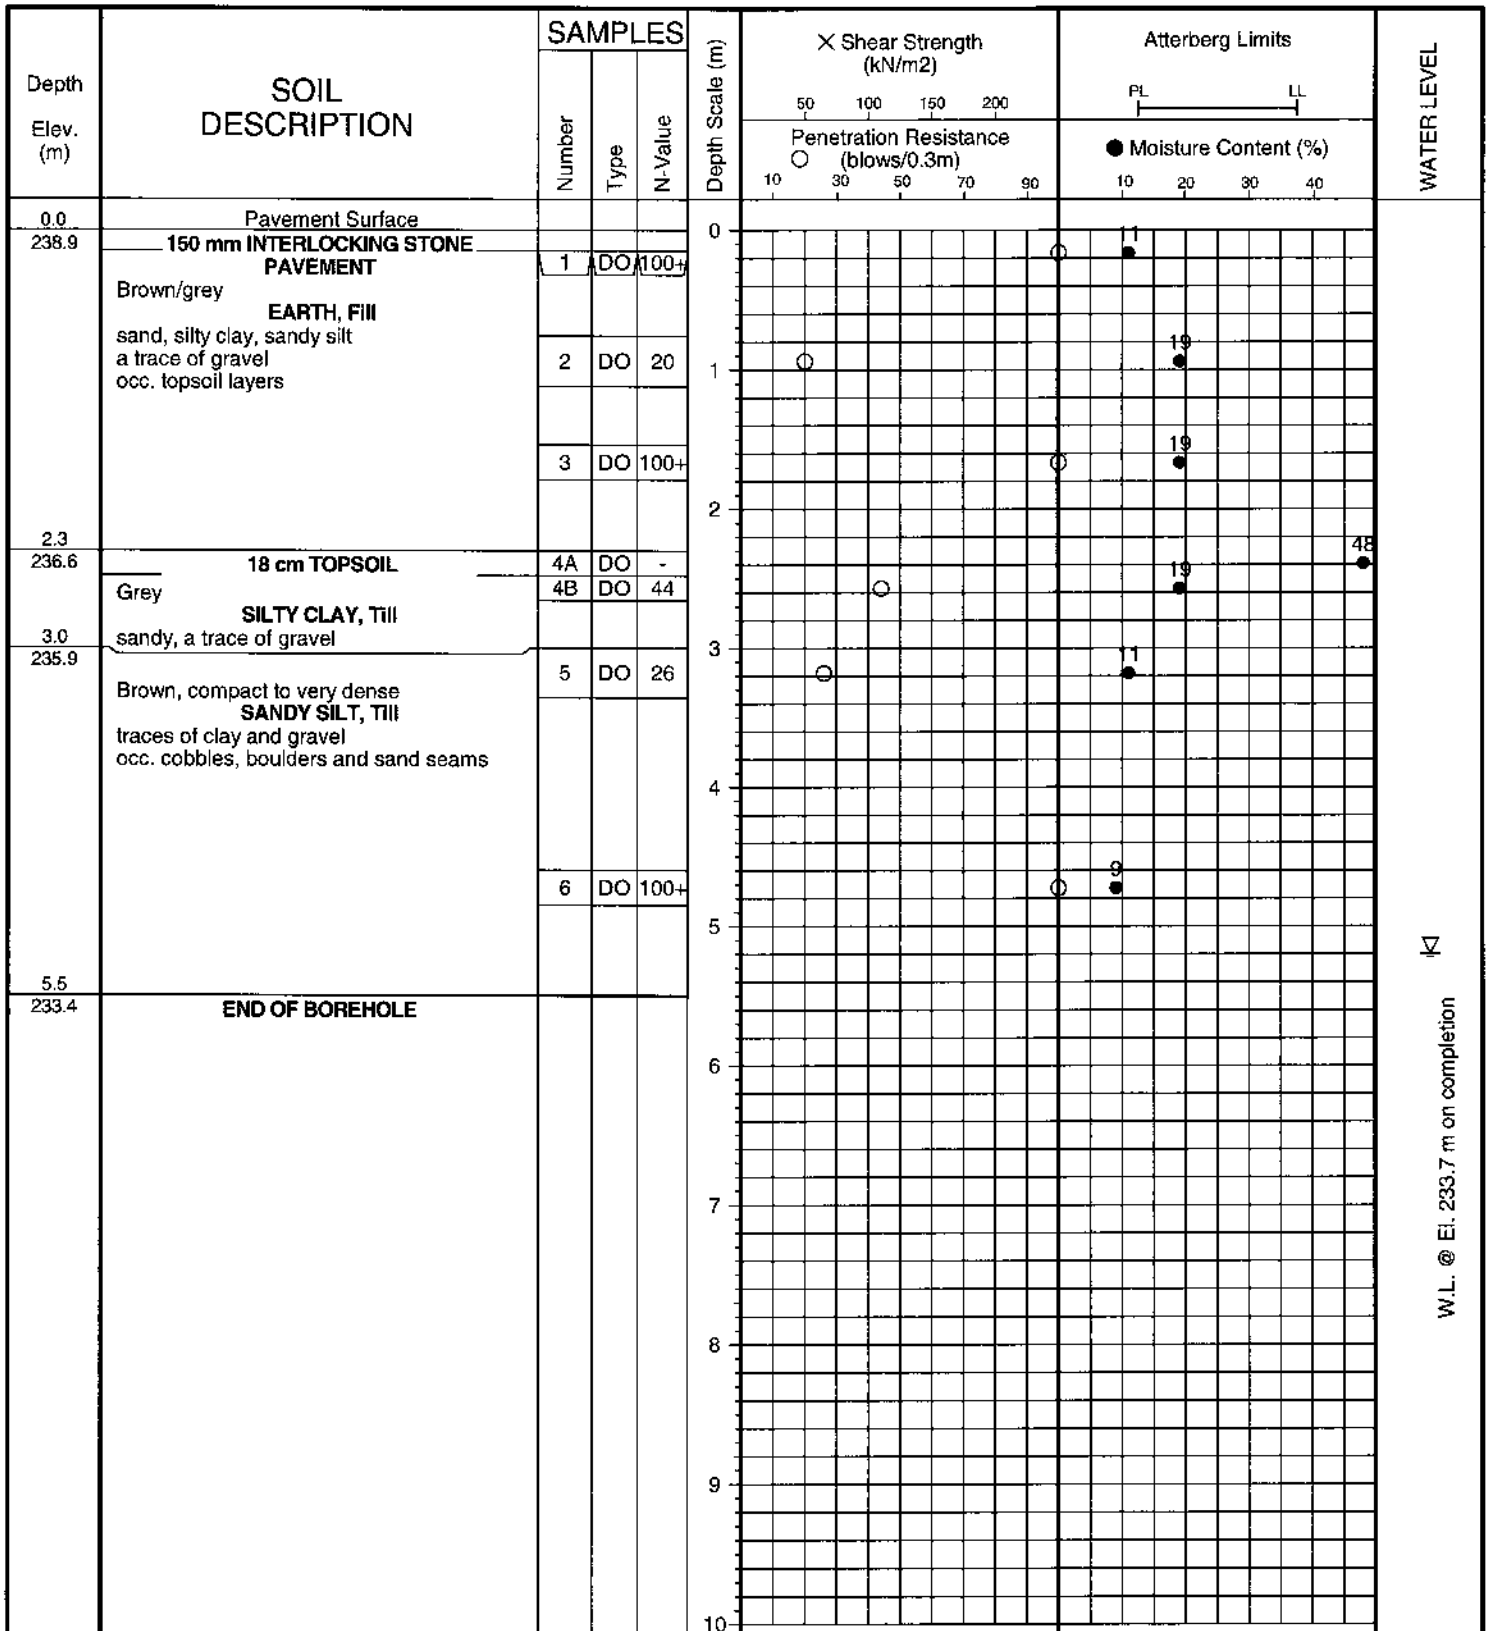 Depth
Elev.
(m)
SOIL
DESCRIPTION
SAMPLES
Number
Type
N-Value
Depth Scale (m)
× Shear Strength
(kN/m2)
50 100 150 200
Penetration Resistance
(blows/0.3m)
10 30 50 70 90
Atterberg Limits
PL LL
● Moisture Content (%)
10 20 30 40
WATER LEVEL
0.0 Pavement Surface
238.9 150 mm INTERLOCKING STONE
PAVEMENT
1 DO 100+
Brown/grey
EARTH, Fill
sand, silty clay, sandy silt
a trace of gravel
occ. topsoil layers
2 DO 20
3 DO 100+
2.3
236.6 18 cm TOPSOIL
4A DO -
Grey
4B DO 44
SILTY CLAY, Till
3.0 sandy, a trace of gravel
235.9
5 DO 26
Brown, compact to very dense
SANDY SILT, Till
traces of clay and gravel
occ. cobbles, boulders and sand seams
6 DO 100+
5.5
233.4 END OF BOREHOLE
0
1
2
3
4
5
6
7
8
9
10
11
19
19
48
19
11
9
W.L. @ El. 233.7 m on completion